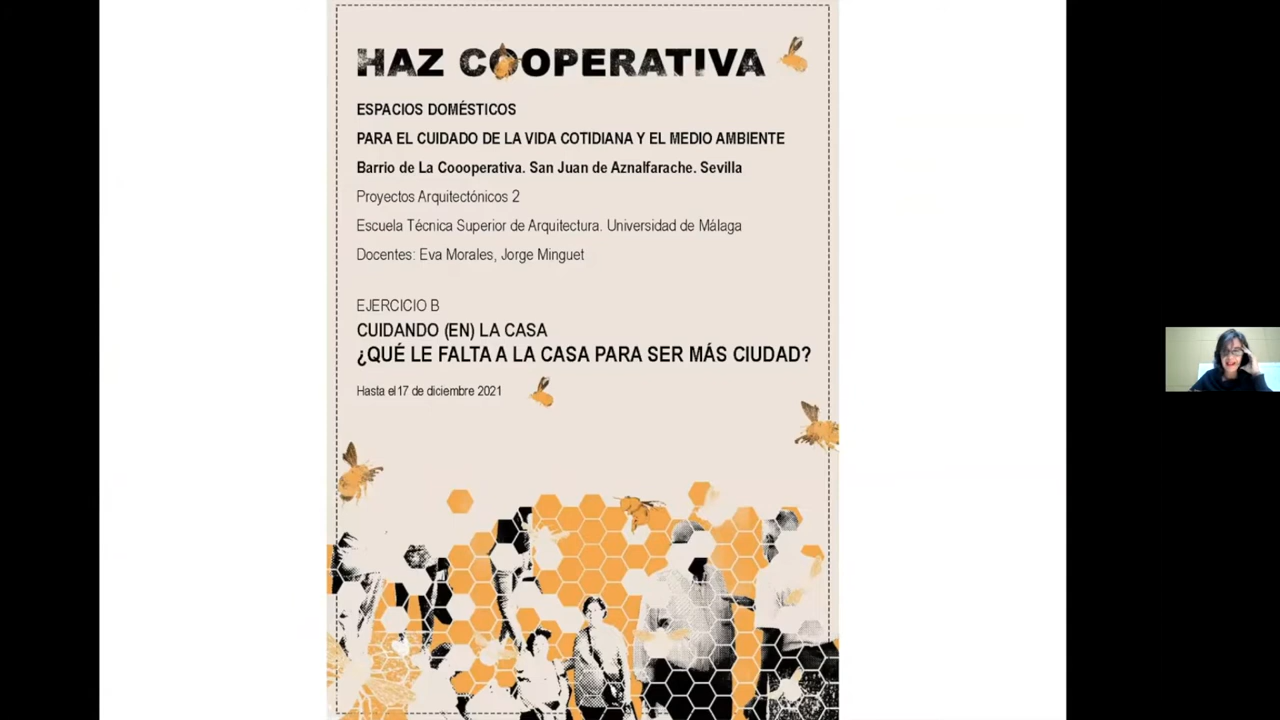 HAZ COOPERATIVA
ESPACIOS DOMÉSTICOS
PARA EL CUIDADO DE LA VIDA COTIDIANA Y EL MEDIO AMBIENTE
Barrio de La Coooperativa. San Juan de Aznalfarache. Sevilla
Proyectos Arquitectónicos 2
Escuela Técnica Superior de Arquitectura. Universidad de Málaga
Docentes: Eva Morales, Jorge Minguet
EJERCICIO B
CUIDANDO (EN) LA CASA
¿QUÉ LE FALTA A LA CASA PARA SER MÁS CIUDAD?
Hasta el 17 de diciembre 2021